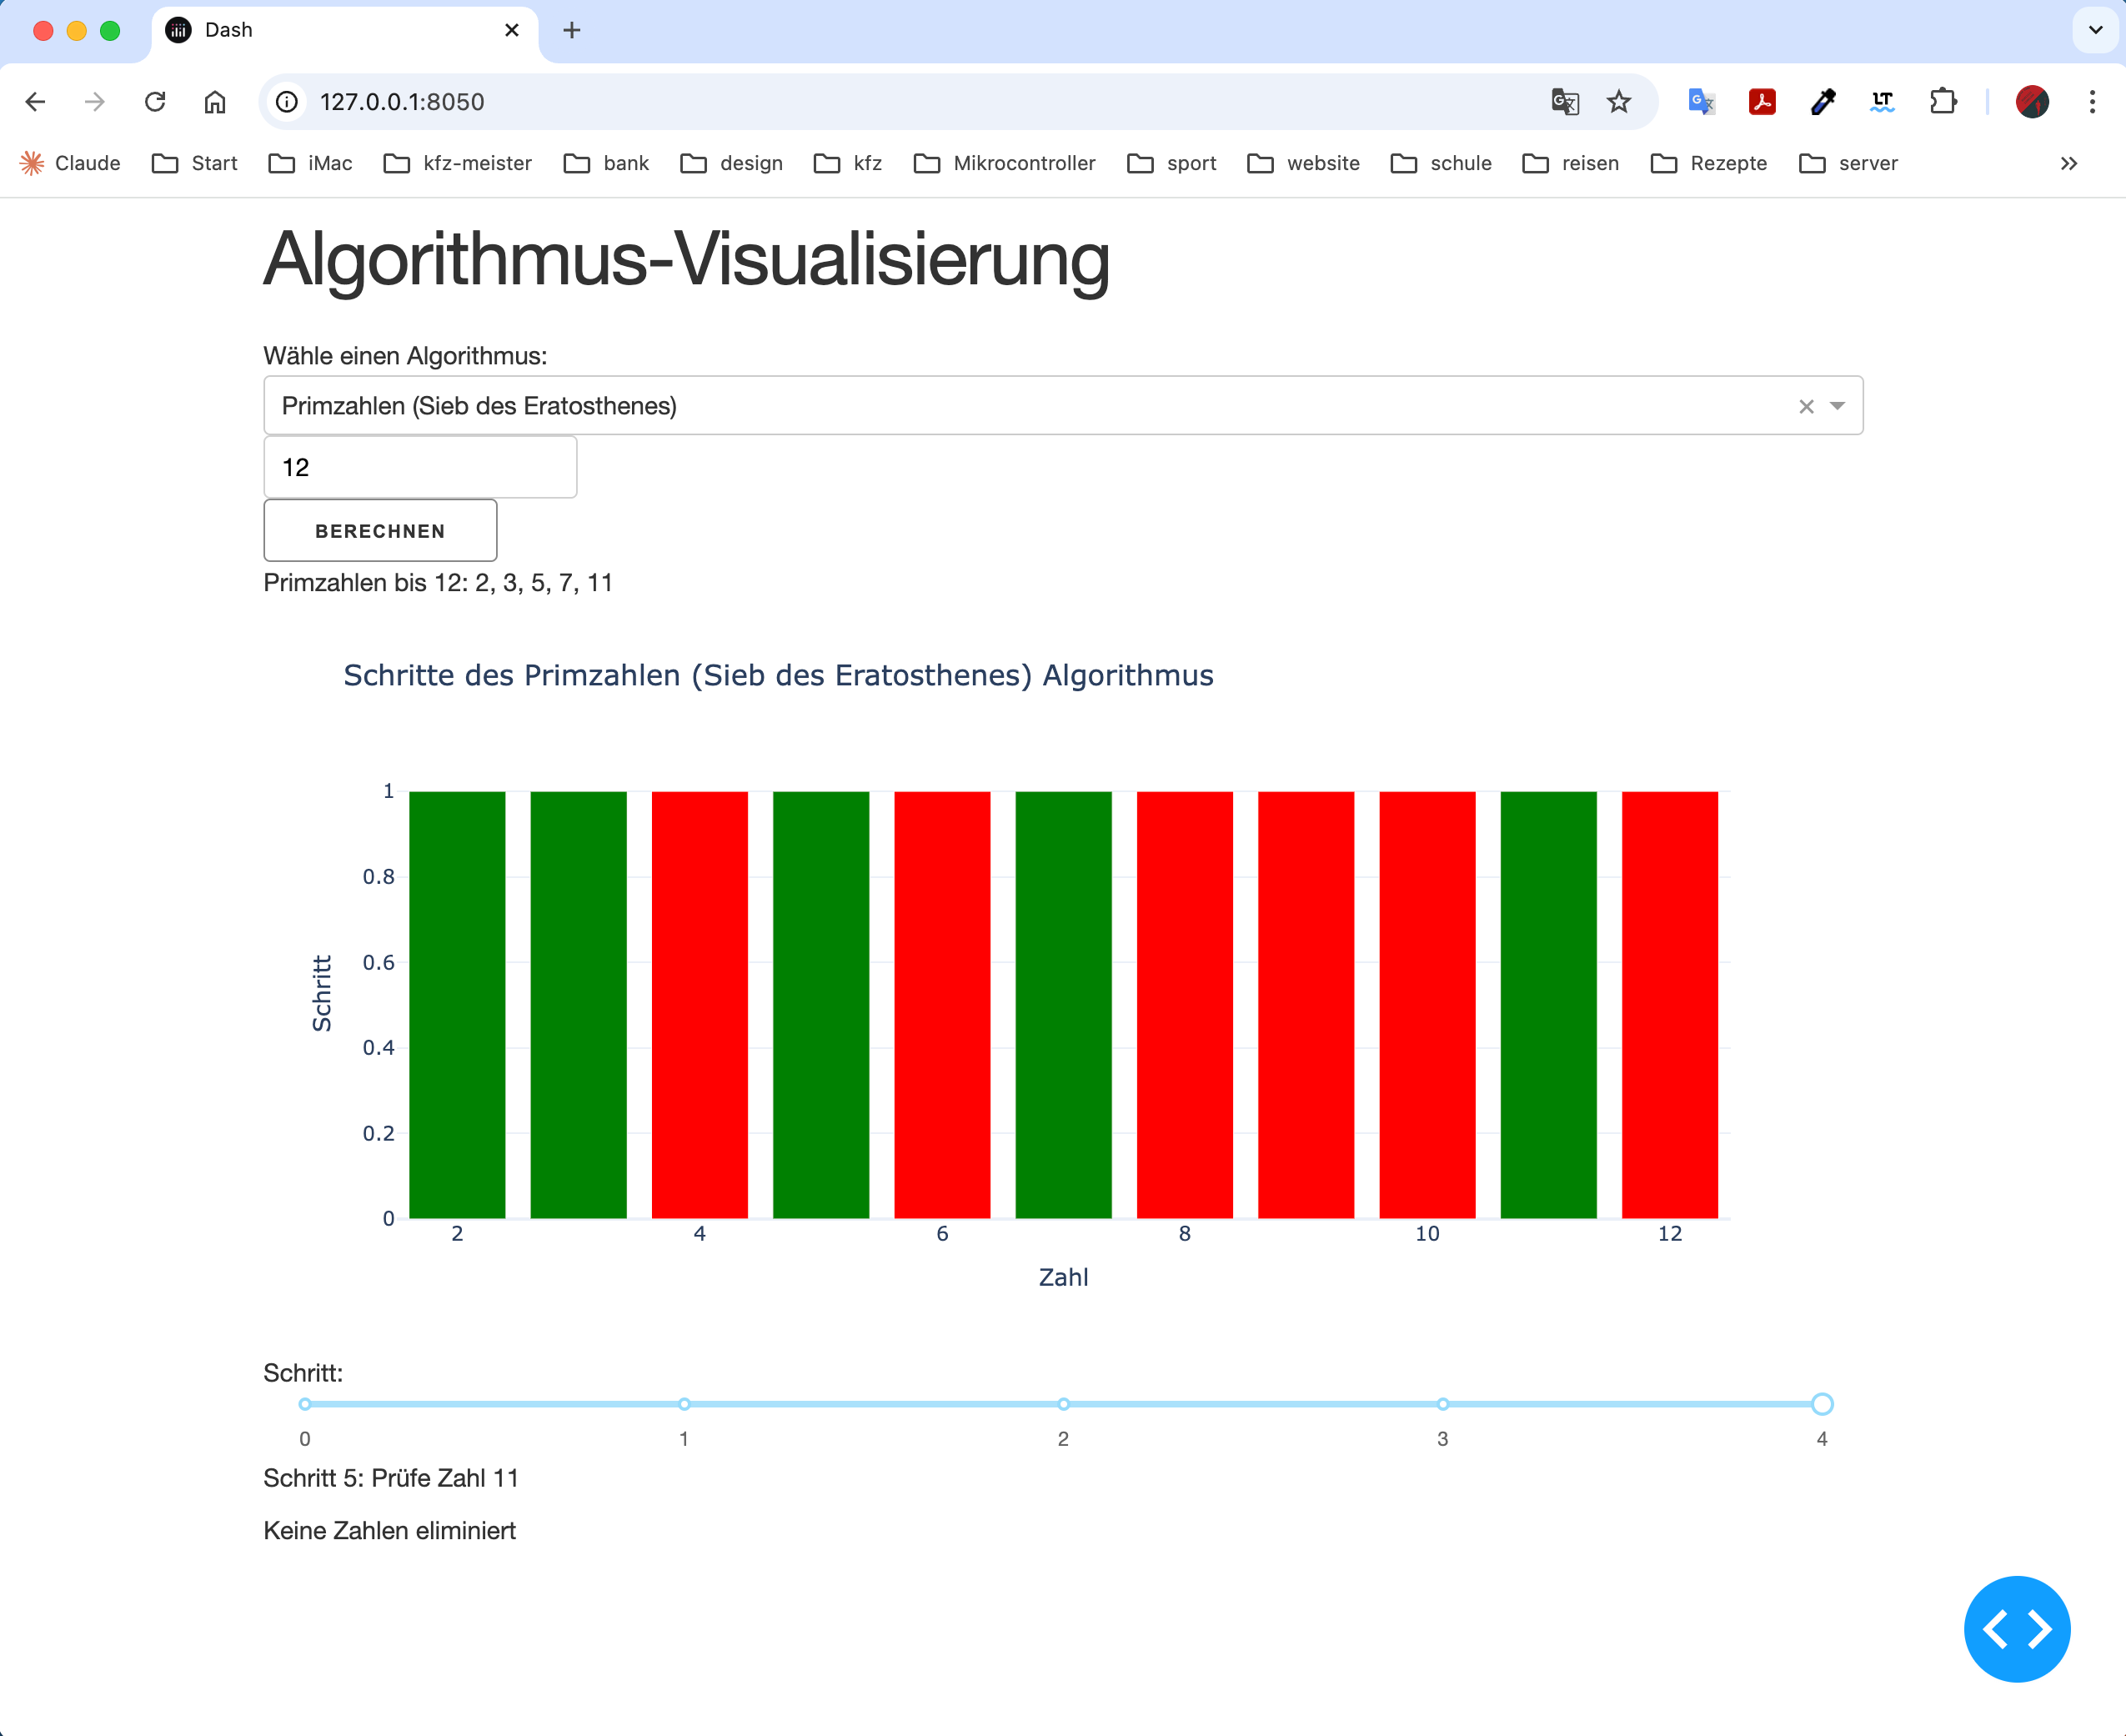 Dash
127.0.0.1:8050
Claude Start iMac kfz-meister bank design kfz Mikrocontroller sport website schule reisen Rezepte server
Algorithmus-Visualisierung
Wähle einen Algorithmus:
Primzahlen (Sieb des Eratosthenes)
12
BERECHNEN
Primzahlen bis 12: 2, 3, 5, 7, 11
Schritte des Primzahlen (Sieb des Eratosthenes) Algorithmus
1
0.8
0.6
0.4
0.2
0
Schritt
2 4 6 8 10 12
Zahl
Schritt:
0 1 2 3 4
Schritt 5: Prüfe Zahl 11
Keine Zahlen eliminiert